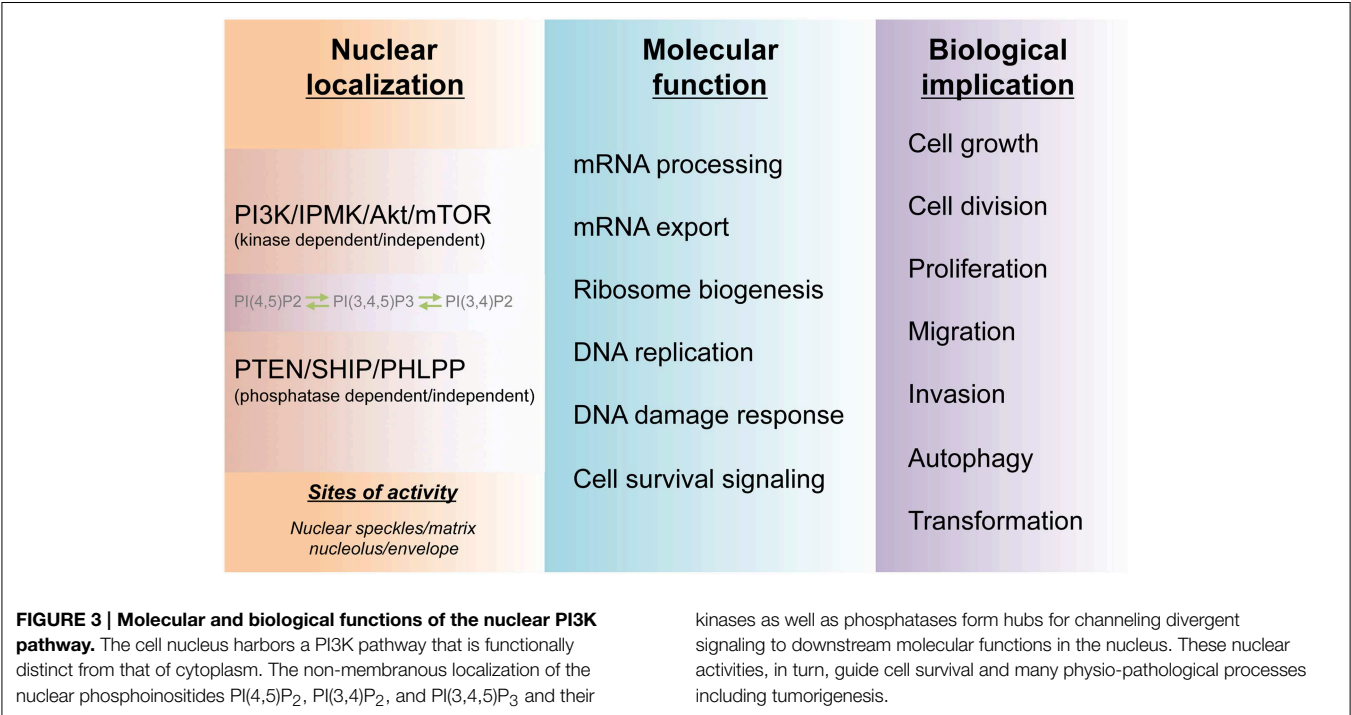 Nuclear
localization
PI3K/IPMK/Akt/mTOR
(kinase dependent/independent)
PI(4,5)P2 ⇌ PI(3,4,5)P3 ⇌ PI(3,4)P2
PTEN/SHIP/PHLPP
(phosphatase dependent/independent)
Sites of activity
Nuclear speckles/matrix
nucleolus/envelope
Molecular
function
mRNA processing
mRNA export
Ribosome biogenesis
DNA replication
DNA damage response
Cell survival signaling
Biological
implication
Cell growth
Cell division
Proliferation
Migration
Invasion
Autophagy
Transformation
FIGURE 3 | Molecular and biological functions of the nuclear PI3K
pathway. The cell nucleus harbors a PI3K pathway that is functionally
distinct from that of cytoplasm. The non-membranous localization of the
nuclear phosphoinositides PI(4,5)P2, PI(3,4)P2, and PI(3,4,5)P3 and their
kinases as well as phosphatases form hubs for channeling divergent
signaling to downstream molecular functions in the nucleus. These nuclear
activities, in turn, guide cell survival and many physio-pathological processes
including tumorigenesis.